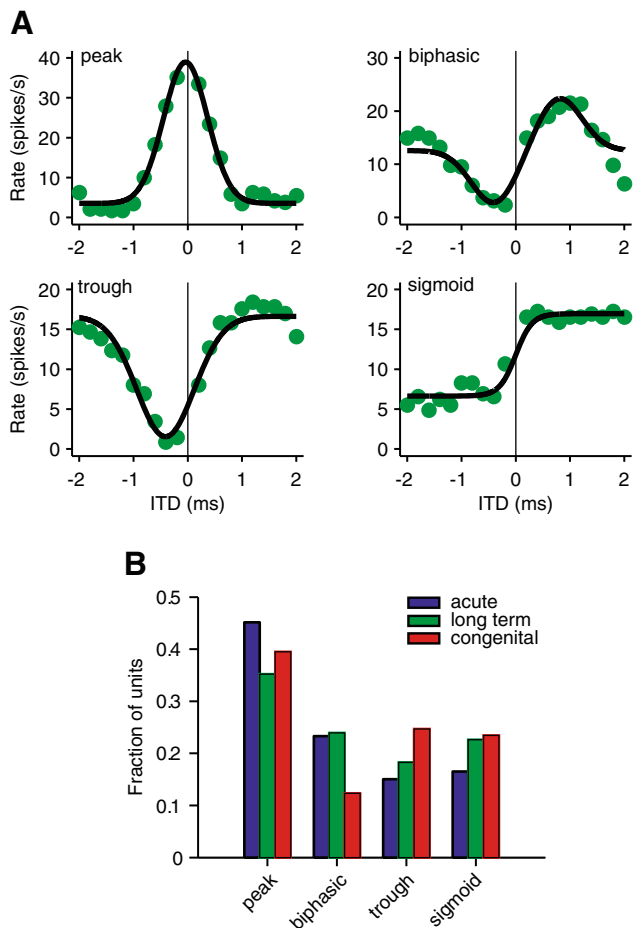 A
peak
biphasic
Rate (spikes/s)
40
30
20
10
0
-2 -1 0 1 2
30
20
10
0
-2 -1 0 1 2
trough
sigmoid
Rate (spikes/s)
20
15
10
5
0
-2 -1 0 1 2
ITD (ms)
20
15
10
5
0
-2 -1 0 1 2
ITD (ms)
B
Fraction of units
0.5
0.4
0.3
0.2
0.1
0
acute
long term
congenital
peak
biphasic
trough
sigmoid